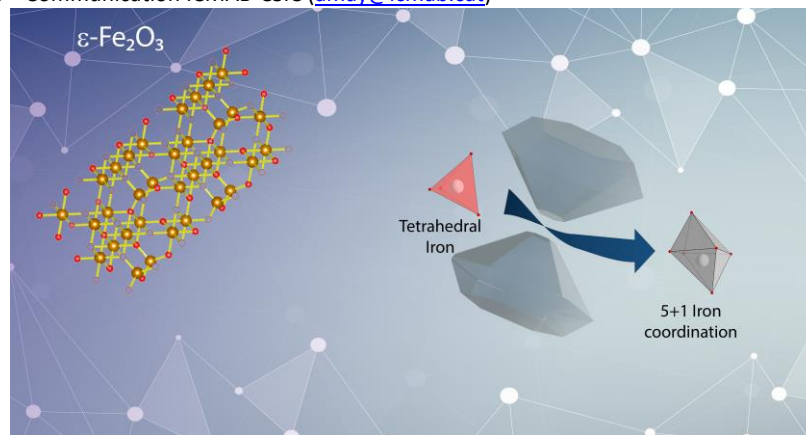 ε-Fe₂O₃
Tetrahedral
Iron
5+1 Iron
coordination